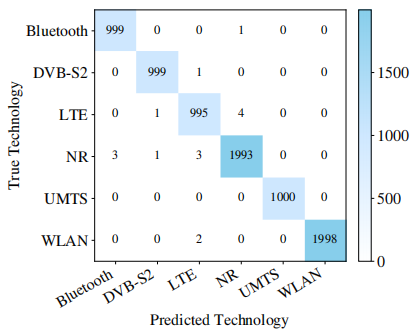 Bluetooth 999 0 0 1 0 0
DVB-S2 0 999 1 0 0 0
LTE 0 1 995 4 0 0
NR 3 1 3 1993 0 0
UMTS 0 0 0 0 1000 0
WLAN 0 0 2 0 0 1998
Bluetooth DVB-S2 LTE NR UMTS WLAN
Predicted Technology
True Technology
1500
1000
500
0